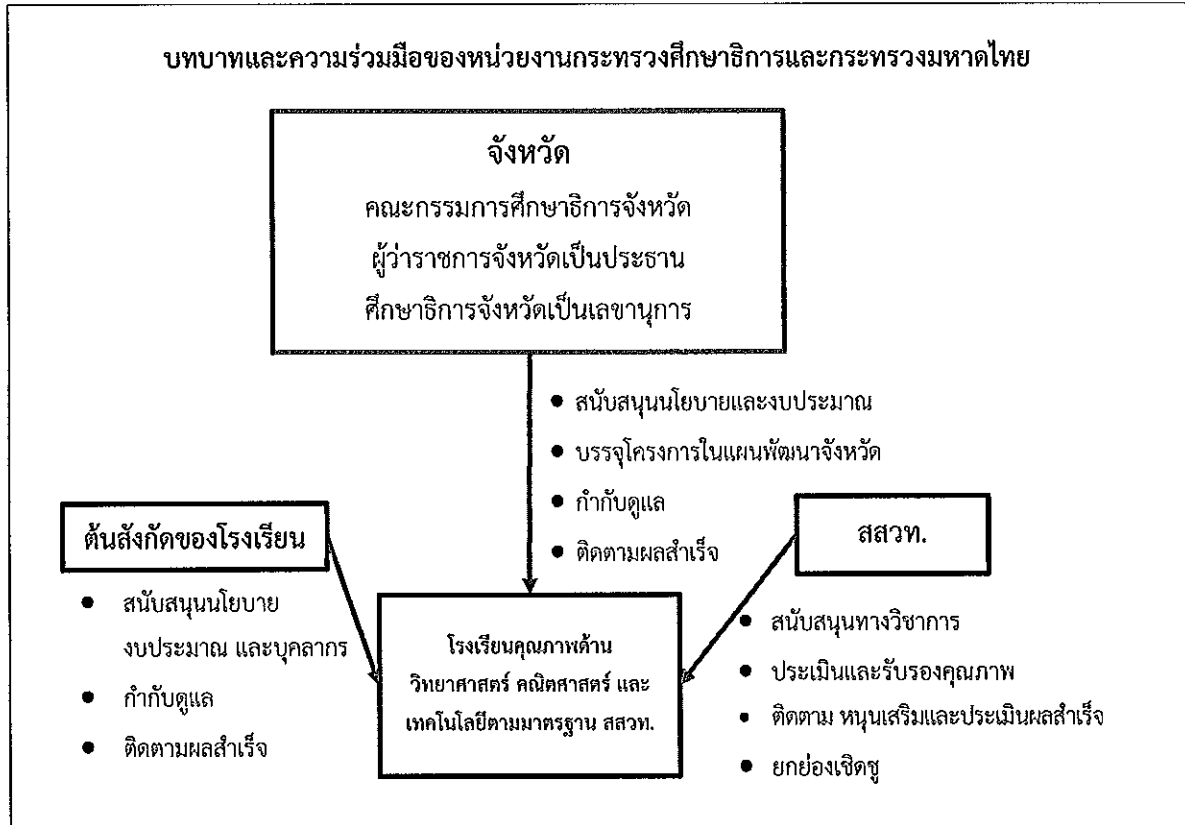 บทบาทและความร่วมมือของหน่วยงานกระทรวงศึกษาธิการและกระทรวงมหาดไทย
จังหวัด
คณะกรรมการศึกษาธิการจังหวัด
ผู้ว่าราชการจังหวัดเป็นประธาน
ศึกษาธิการจังหวัดเป็นเลขานุการ
● สนับสนุนนโยบายและงบประมาณ
● บรรจุโครงการในแผนพัฒนาจังหวัด
● กำกับดูแล
● ติดตามผลสำเร็จ
ต้นสังกัดของโรงเรียน
● สนับสนุนนโยบาย
งบประมาณ และบุคลากร
● กำกับดูแล
● ติดตามผลสำเร็จ
โรงเรียนคุณภาพด้าน
วิทยาศาสตร์ คณิตศาสตร์ และ
เทคโนโลยีตามมาตรฐาน สสวท.
สสวท.
● สนับสนุนทางวิชาการ
● ประเมินและรับรองคุณภาพ
● ติดตาม หนุนเสริมและประเมินผลสำเร็จ
● ยกย่องเชิดชู